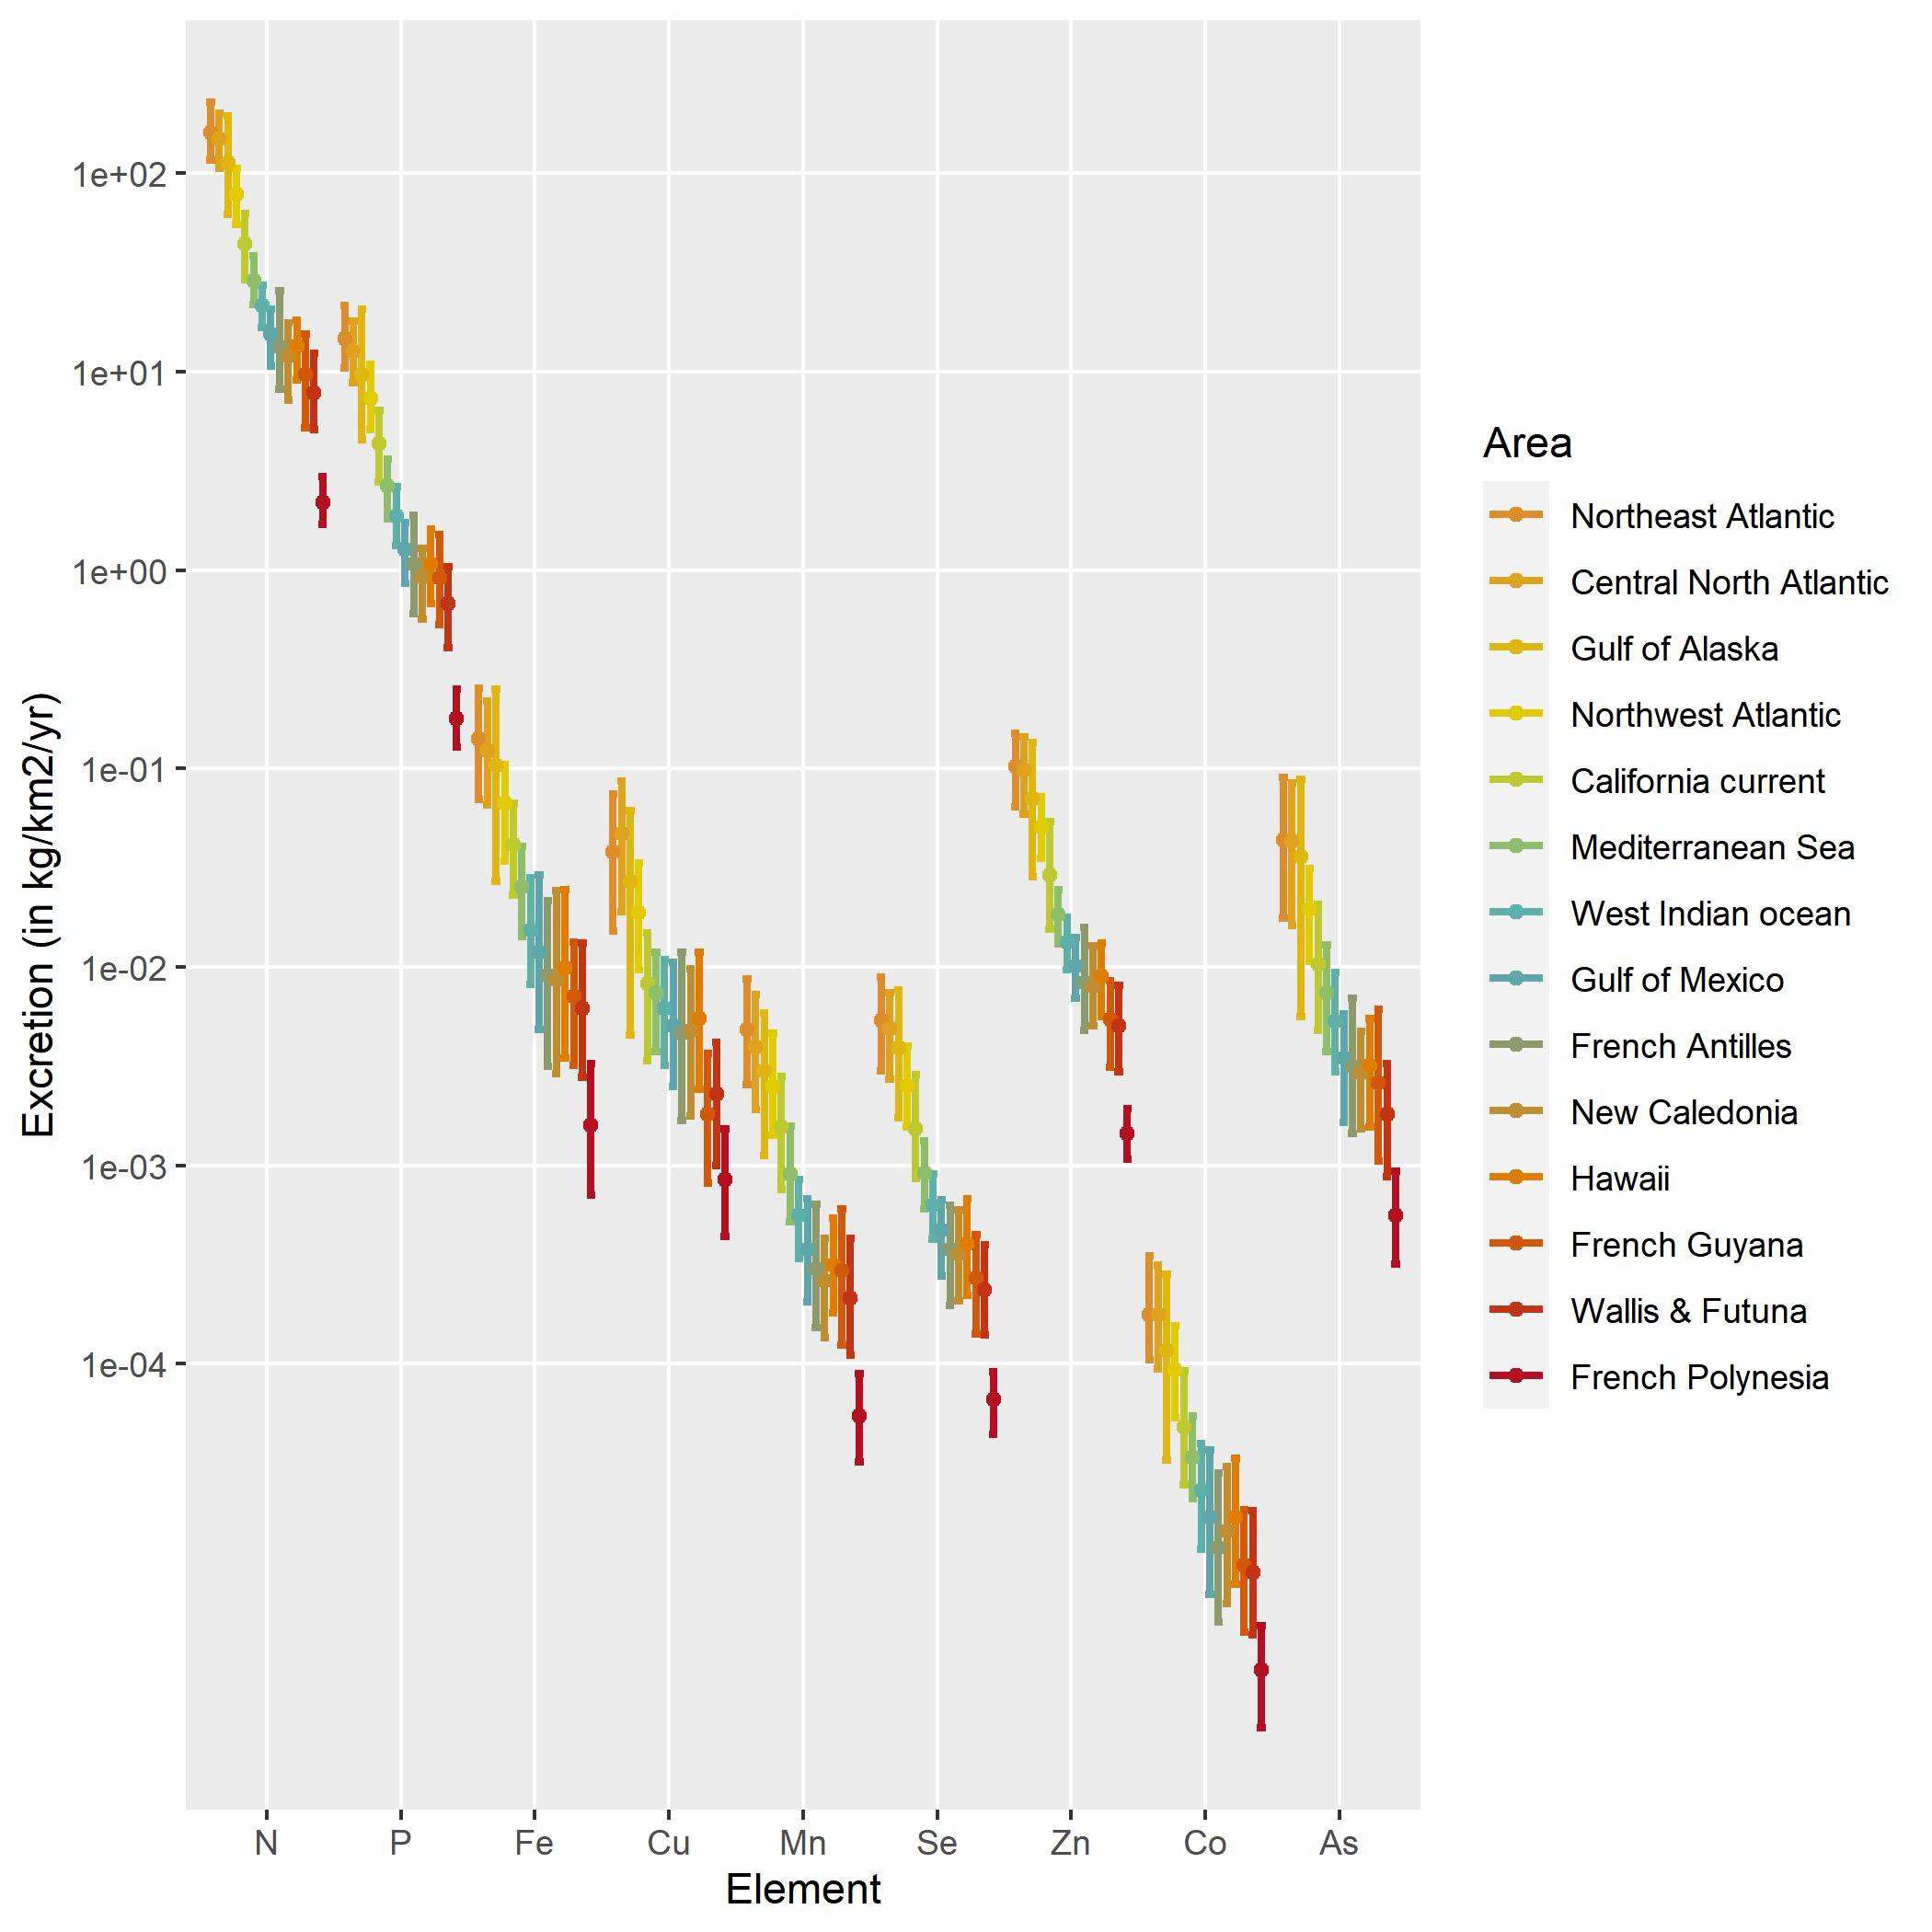 1e+02
1e+01
1e+00
1e-01
1e-02
1e-03
1e-04
Excretion (in kg/km2/yr)
N P Fe Cu Mn Se Zn Co As
Element
Area
Northeast Atlantic
Central North Atlantic
Gulf of Alaska
Northwest Atlantic
California current
Mediterranean Sea
West Indian ocean
Gulf of Mexico
French Antilles
New Caledonia
Hawaii
French Guyana
Wallis & Futuna
French Polynesia